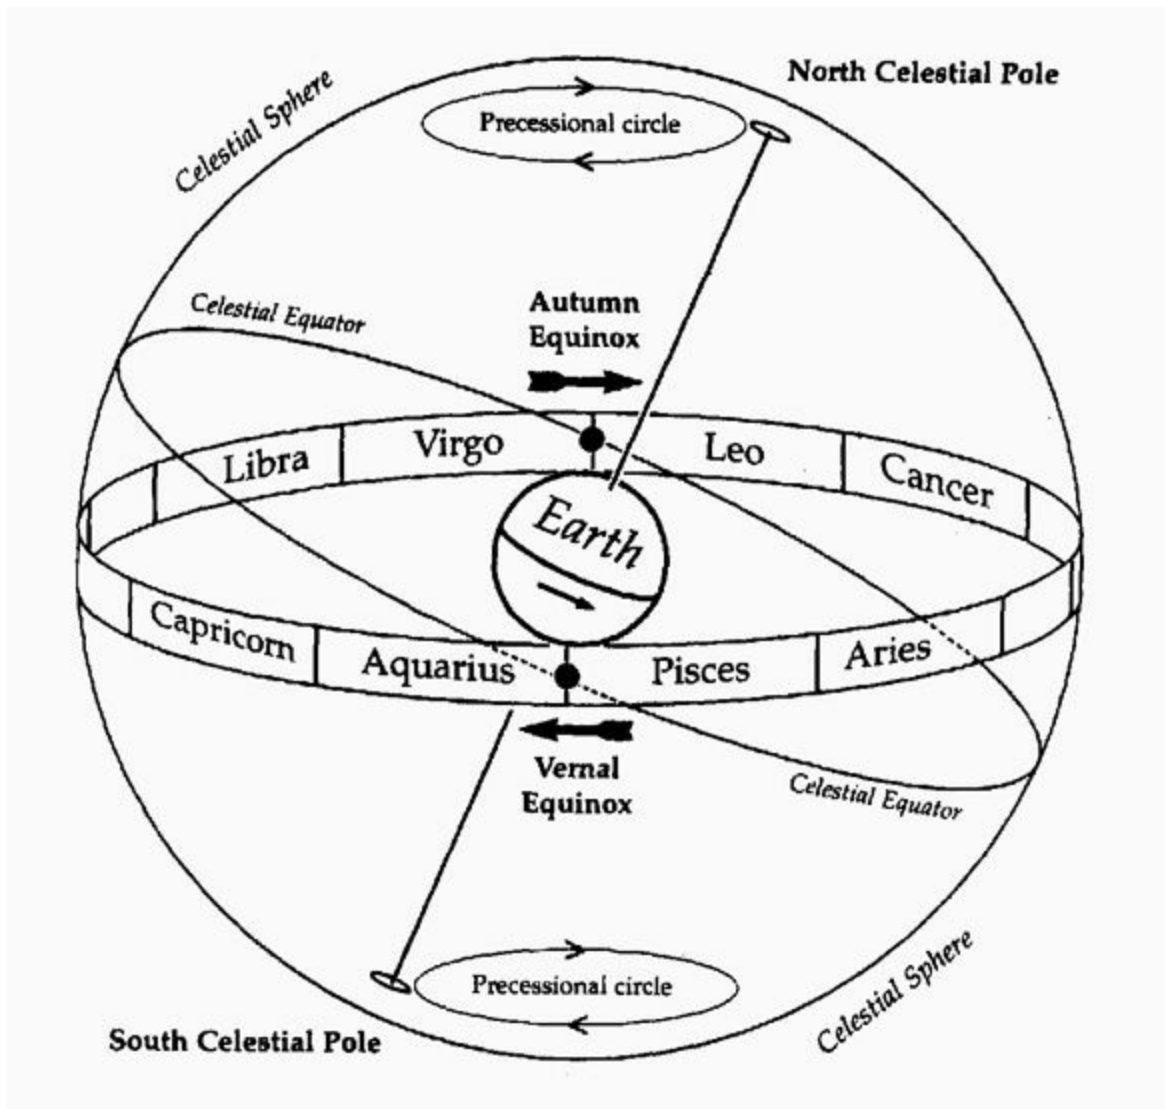 North Celestial Pole
Celestial Sphere
Precessional circle
Celestial Equator
Autumn
Equinox
Libra
Virgo
Leo
Cancer
Earth
Capricorn
Aquarius
Pisces
Aries
Vernal
Equinox
Celestial Equator
Precessional circle
Celestial Sphere
South Celestial Pole